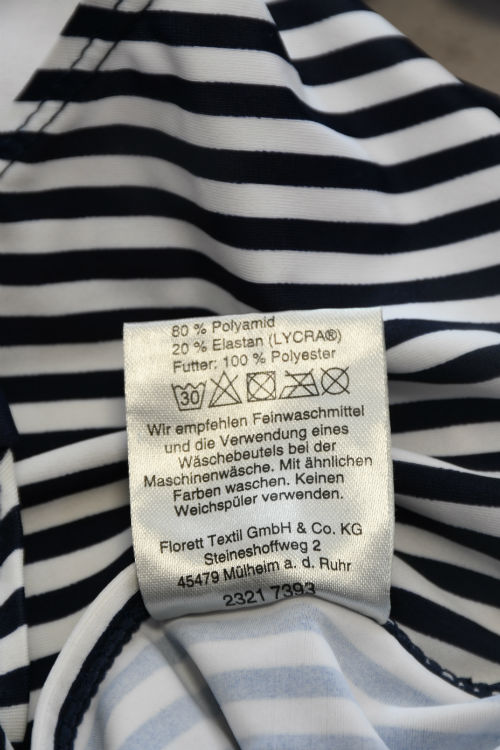 80 % Polyamid
20 % Elastan (LYCRA®)
Futter: 100 % Polyester
30
Wir empfehlen Feinwaschmittel
und die Verwendung eines
Wäschebeutels bei der
Maschinenwäsche. Mit ähnlichen
Farben waschen. Keinen
Weichspüler verwenden.
Florett Textil GmbH & Co. KG
Steineshoffweg 2
45479 Mülheim a. d. Ruhr
2321 7393